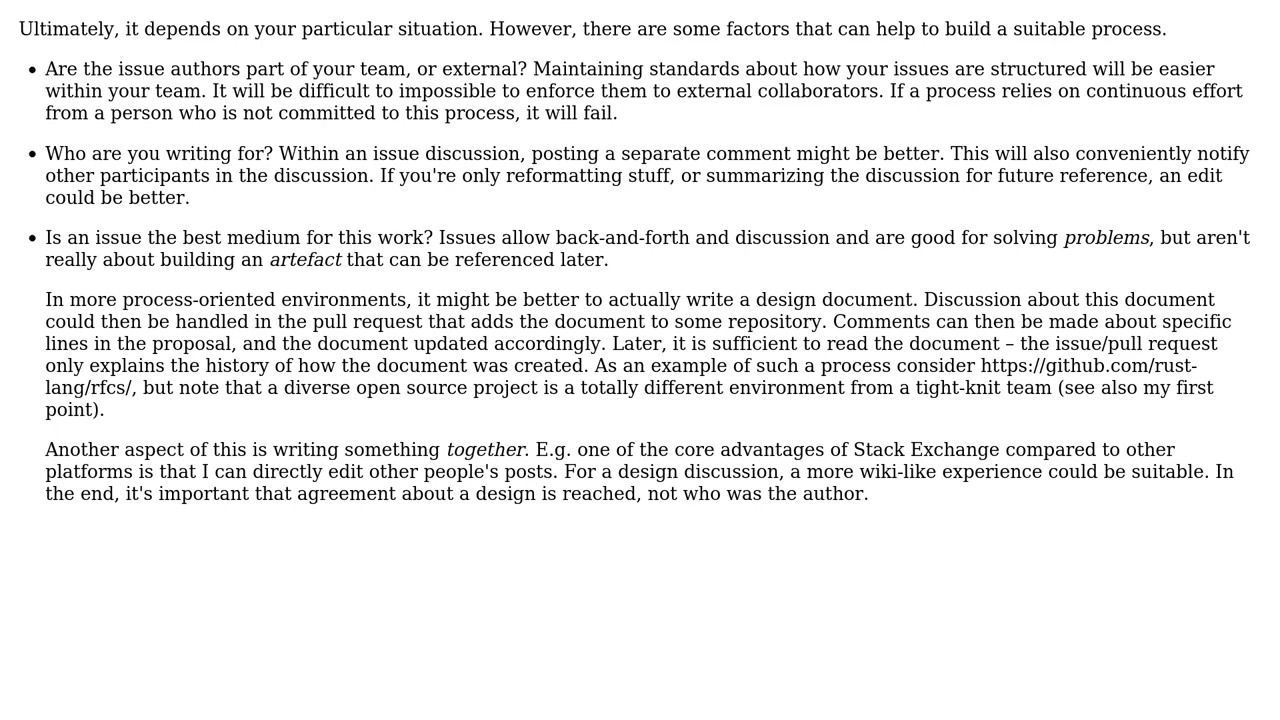 Ultimately, it depends on your particular situation. However, there are some factors that can help to build a suitable process.
• Are the issue authors part of your team, or external? Maintaining standards about how your issues are structured will be easier
within your team. It will be difficult to impossible to enforce them to external collaborators. If a process relies on continuous effort
from a person who is not committed to this process, it will fail.
• Who are you writing for? Within an issue discussion, posting a separate comment might be better. This will also conveniently notify
other participants in the discussion. If you're only reformatting stuff, or summarizing the discussion for future reference, an edit
could be better.
• Is an issue the best medium for this work? Issues allow back-and-forth and discussion and are good for solving problems, but aren't
really about building an artefact that can be referenced later.
In more process-oriented environments, it might be better to actually write a design document. Discussion about this document
could then be handled in the pull request that adds the document to some repository. Comments can then be made about specific
lines in the proposal, and the document updated accordingly. Later, it is sufficient to read the document – the issue/pull request
only explains the history of how the document was created. As an example of such a process consider https://github.com/rust-
lang/rfcs/, but note that a diverse open source project is a totally different environment from a tight-knit team (see also my first
point).
Another aspect of this is writing something together. E.g. one of the core advantages of Stack Exchange compared to other
platforms is that I can directly edit other people's posts. For a design discussion, a more wiki-like experience could be suitable. In
the end, it's important that agreement about a design is reached, not who was the author.